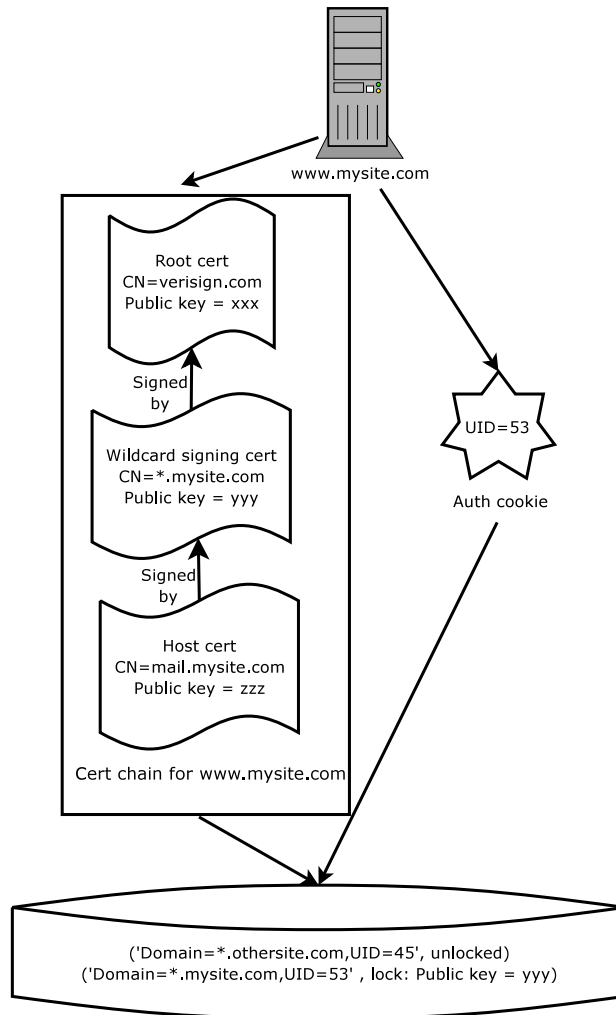 www.mysite.com
Root cert
CN=verisign.com
Public key = xxx
Signed
by
Wildcard signing cert
CN=*.mysite.com
Public key = yyy
Signed
by
Host cert
CN=mail.mysite.com
Public key = zzz
Cert chain for www.mysite.com
UID=53
Auth cookie
('Domain=*.othersite.com,UID=45', unlocked)
('Domain=*.mysite.com,UID=53' , lock: Public key = yyy)